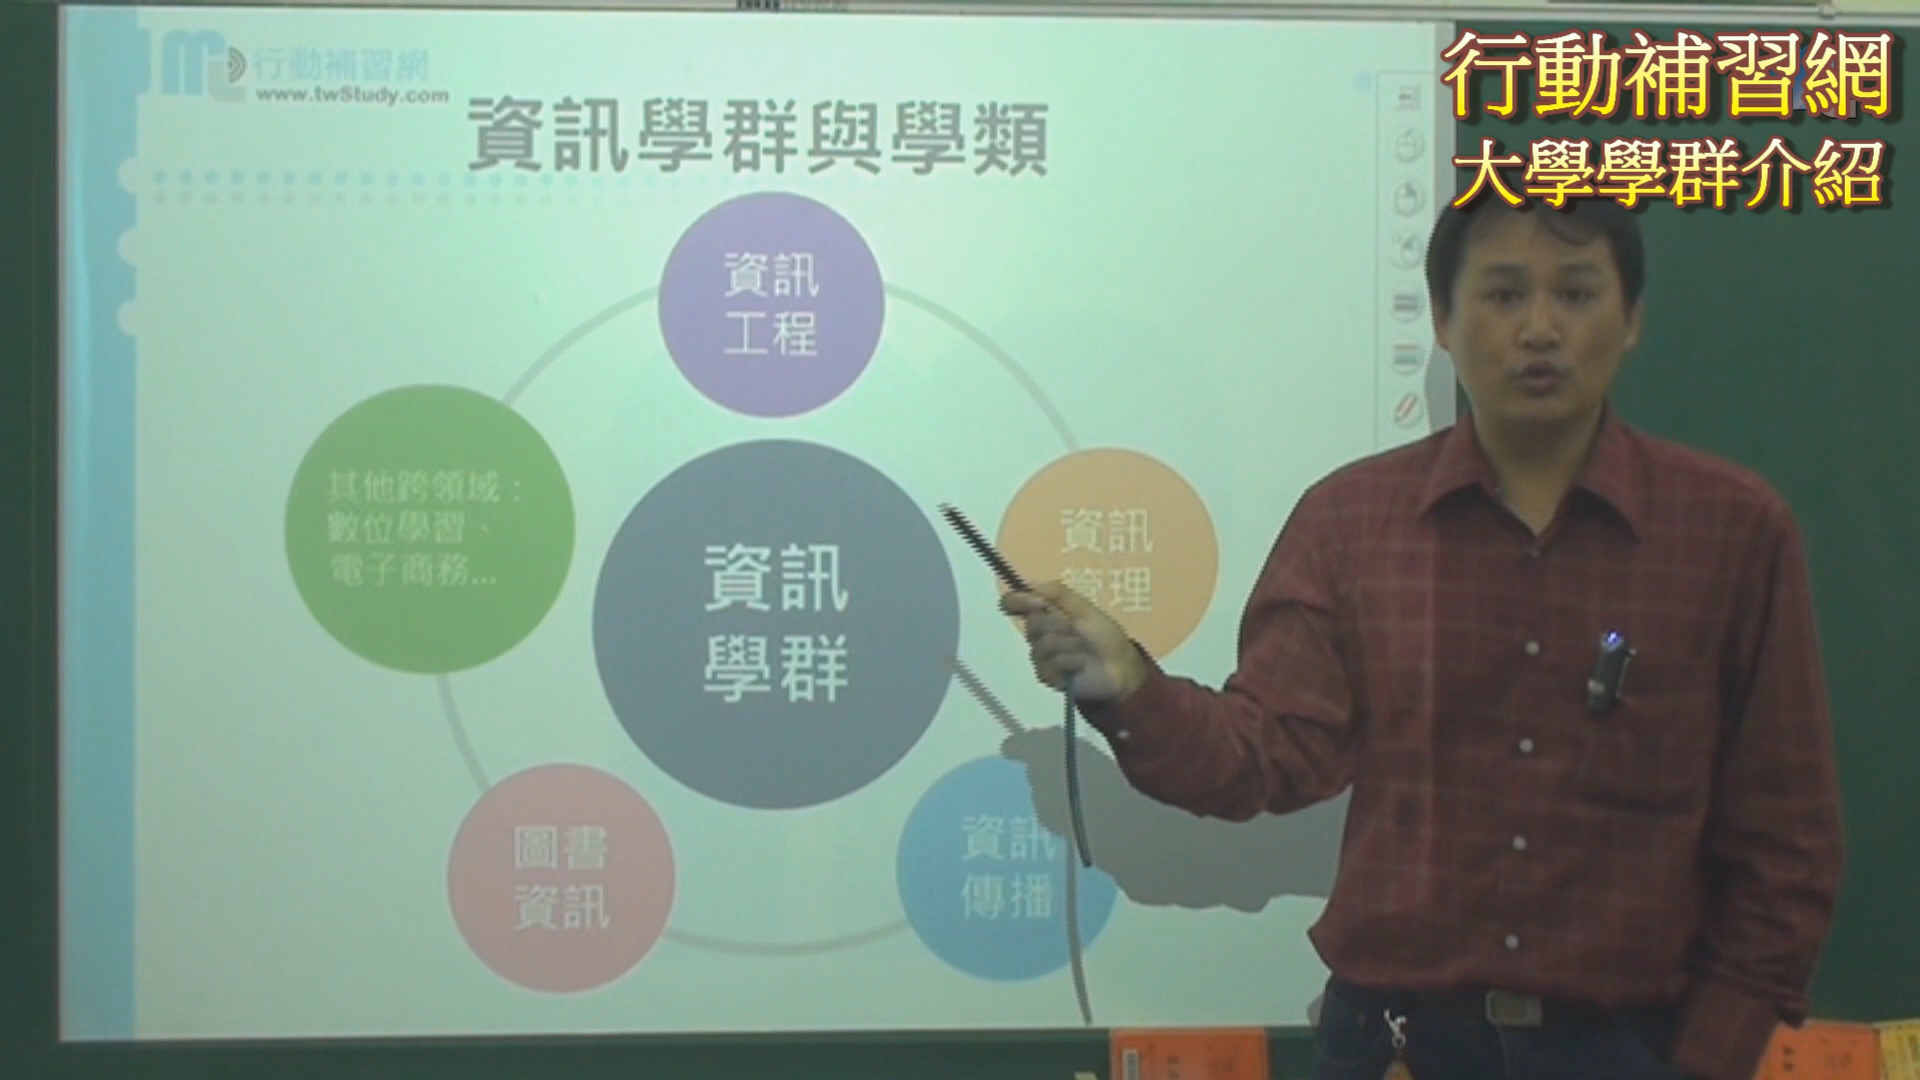 行動補習網
大學學群介紹
行動補習網
www.twStudy.com
資訊學群與學類
資訊
工程
其他跨領域：
數位學習、
電子商務...
資訊
學群
資訊
管理
圖書
資訊
資訊
傳播